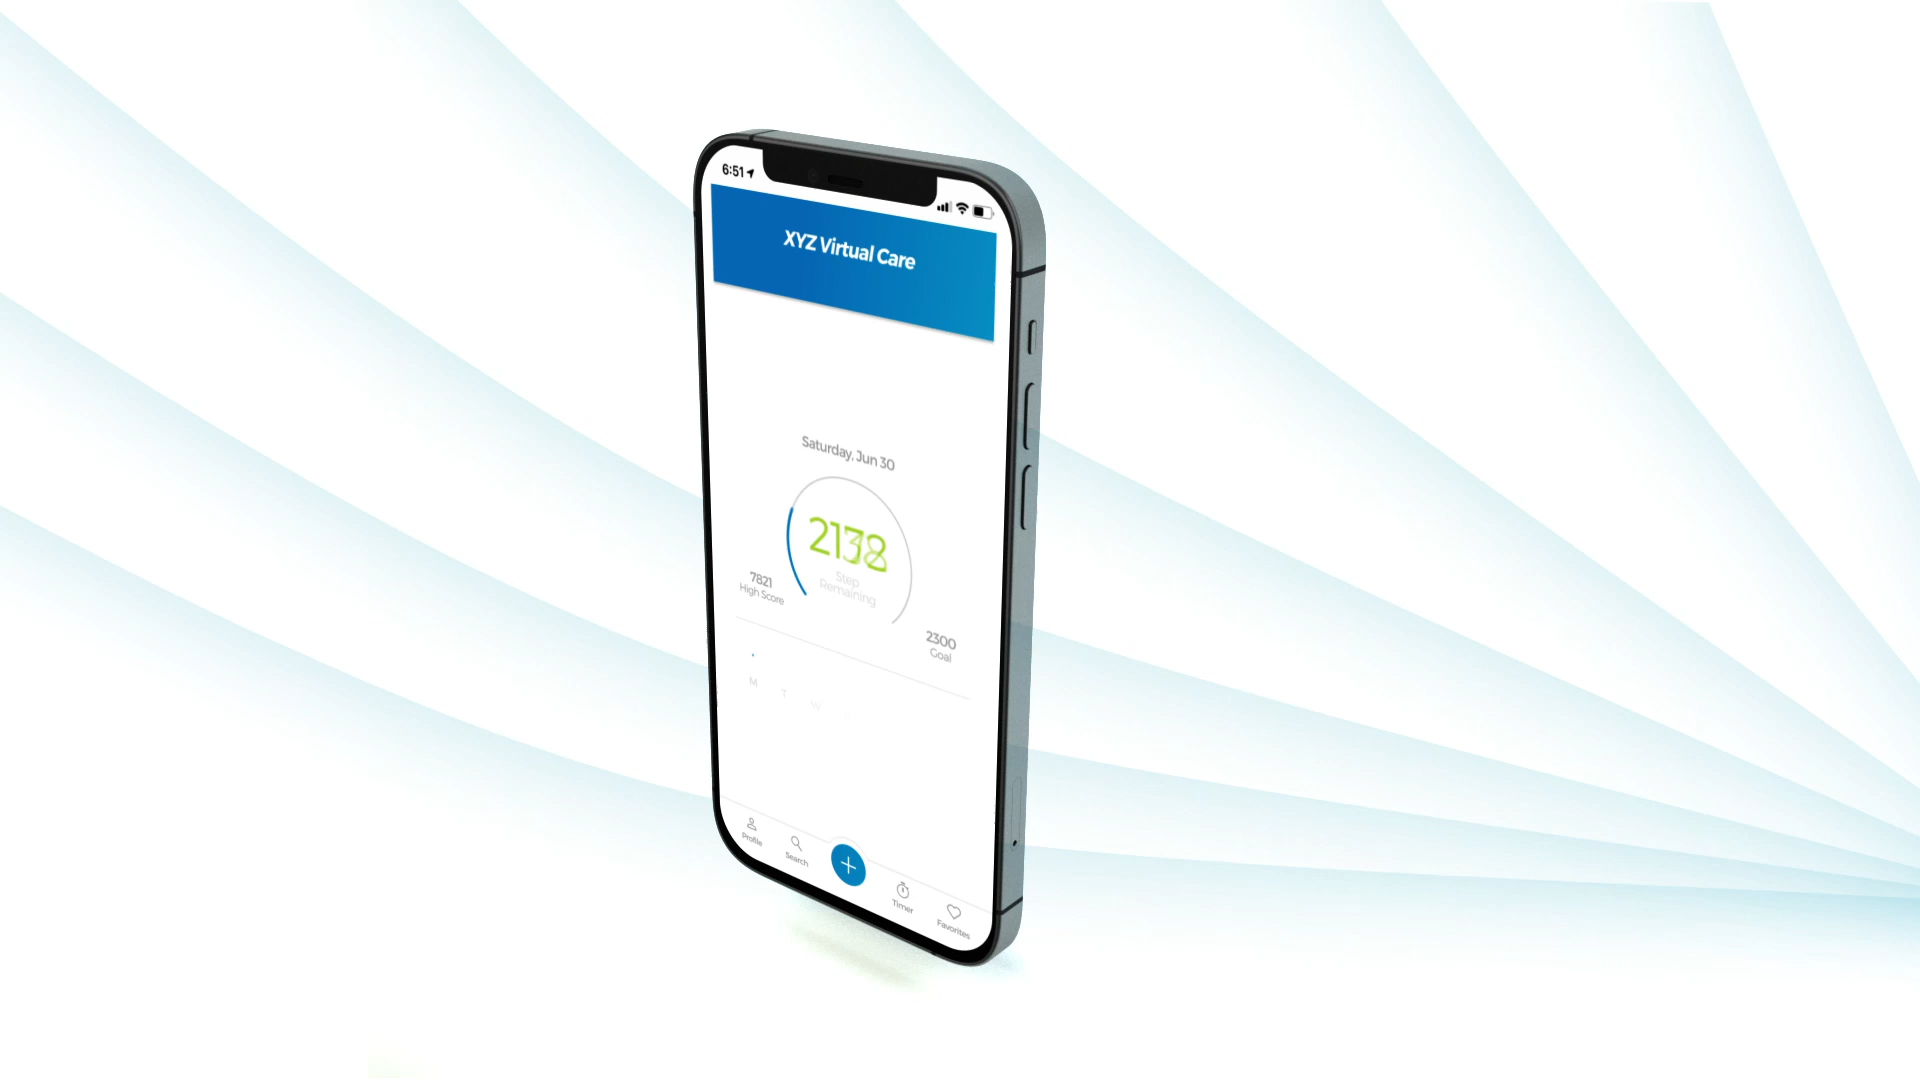 6:51
XYZ Virtual Care
Saturday, Jun 30
Step
Remaining
7821
High Score
2300
Goal
M
T
W
Profile
Search
Timer
Favorites